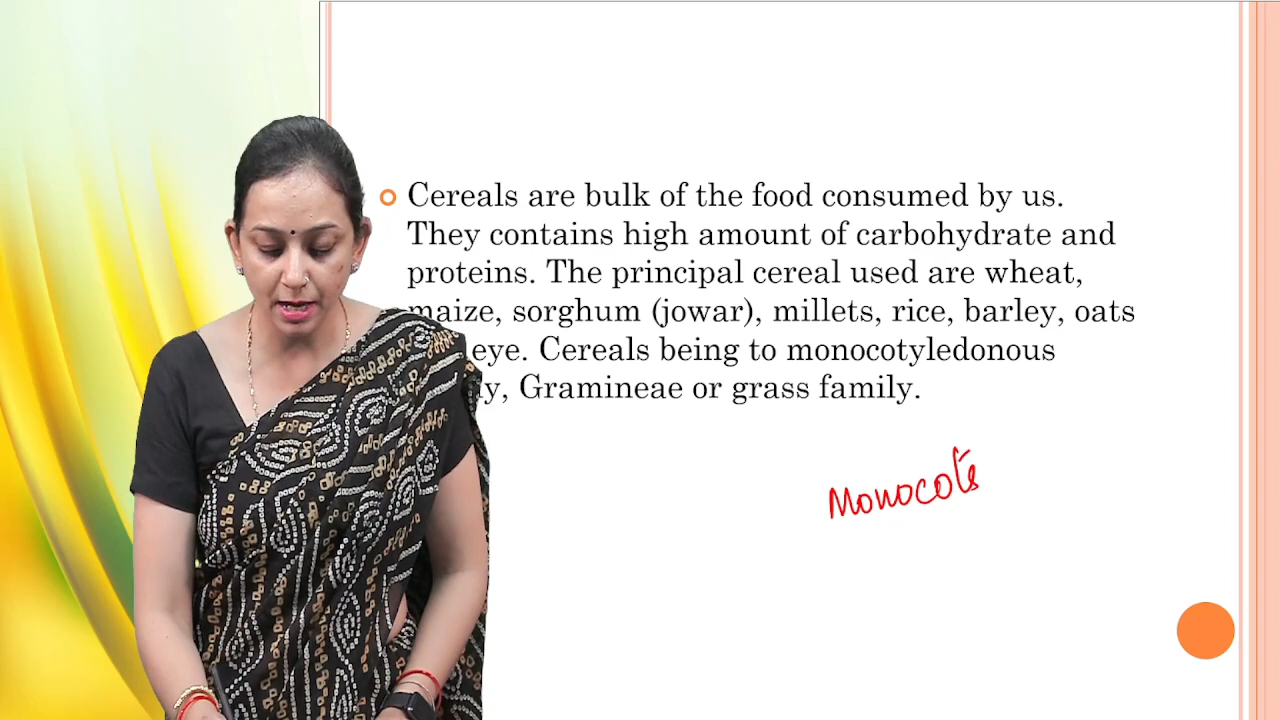 Cereals are bulk of the food consumed by us.
They contains high amount of carbohydrate and
proteins. The principal cereal used are wheat,
maize, sorghum (jowar), millets, rice, barley, oats
eye. Cereals being to monocotyledonous
ly, Gramineae or grass family.
Monocots